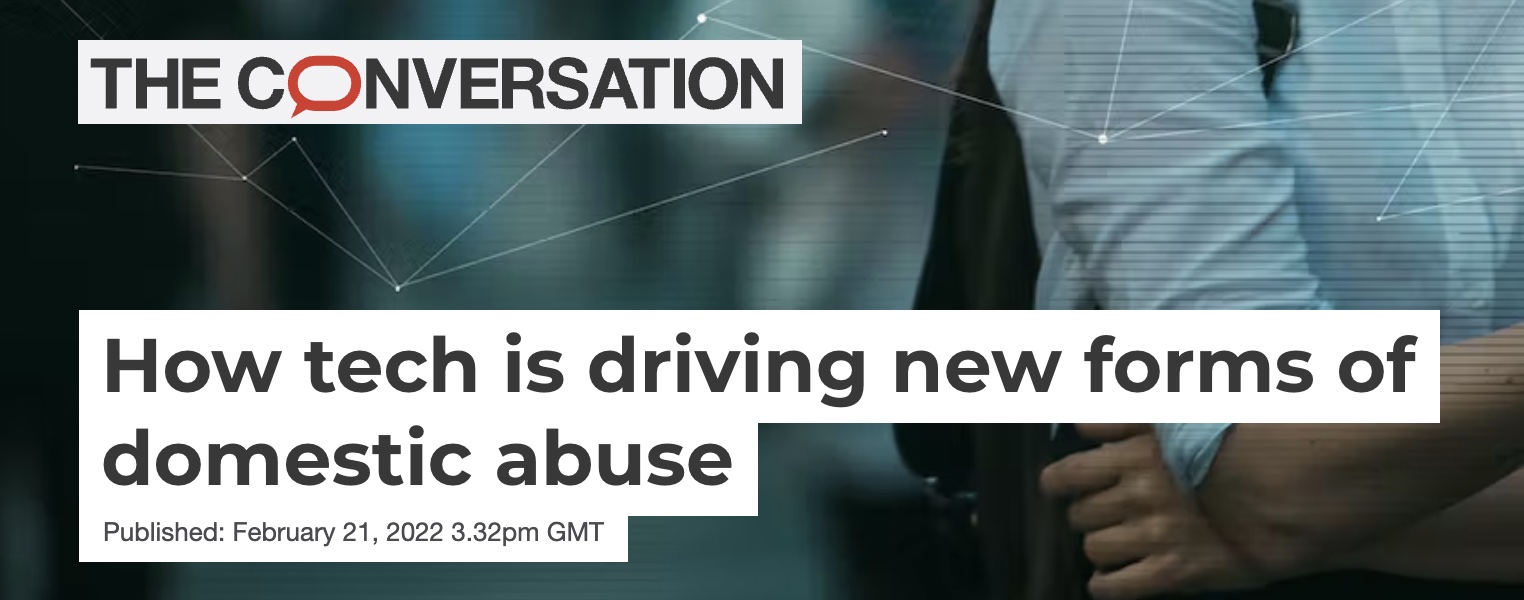 THE CONVERSATION
How tech is driving new forms of
domestic abuse
Published: February 21, 2022 3.32pm GMT